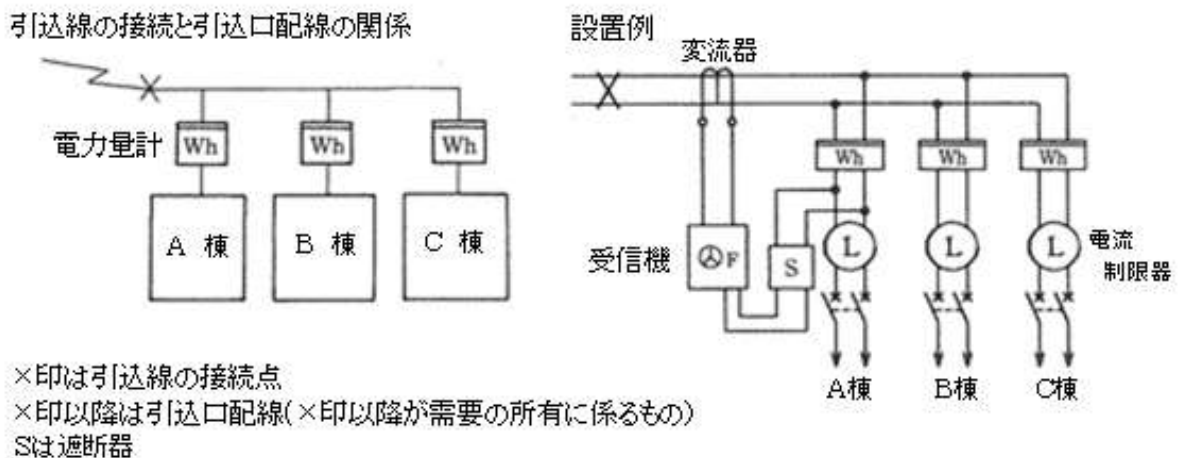 引込線の接続と引込口配線の関係
電力量計
Wh
Wh
Wh
A 棟
B 棟
C 棟
設置例
変流器
Wh
Wh
Wh
受信機
F
S
L
L
L
電流
制限器
A棟
B棟
C棟
×印は引込線の接続点
×印以降は引込口配線(×印以降が需要の所有に係るもの)
Sは遮断器